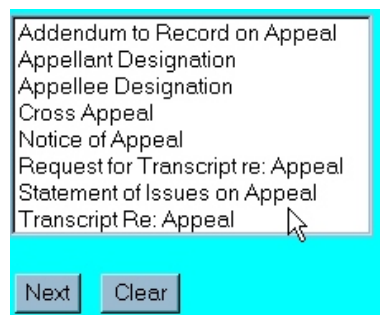 Addendum to Record on Appeal
Appellant Designation
Appellee Designation
Cross Appeal
Notice of Appeal
Request for Transcript re: Appeal
Statement of Issues on Appeal
Transcript Re: Appeal
Next Clear